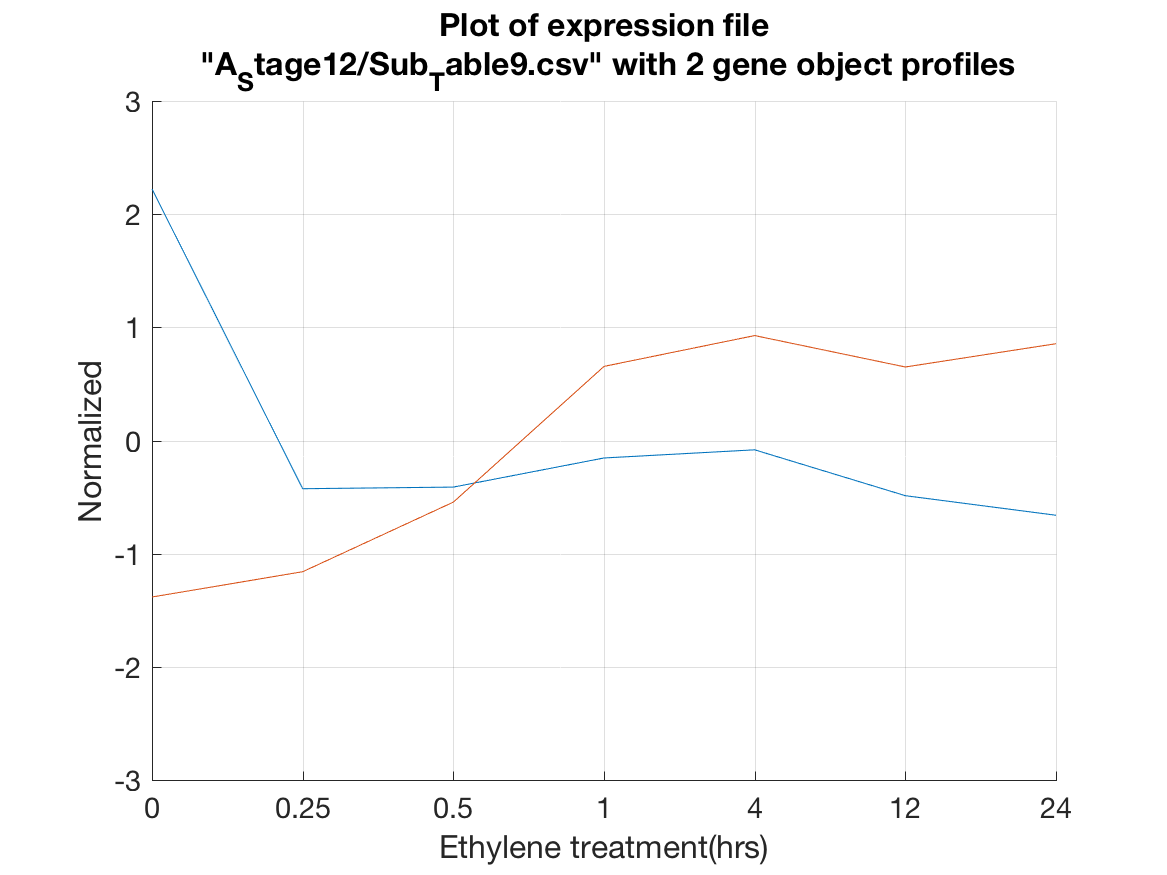 Plot of expression file
"A_Stage12/Sub_Table9.csv" with 2 gene object profiles
3
2
1
0
-1
-2
-3
Normalized
0 0.25 0.5 1 4 12 24
Ethylene treatment(hrs)